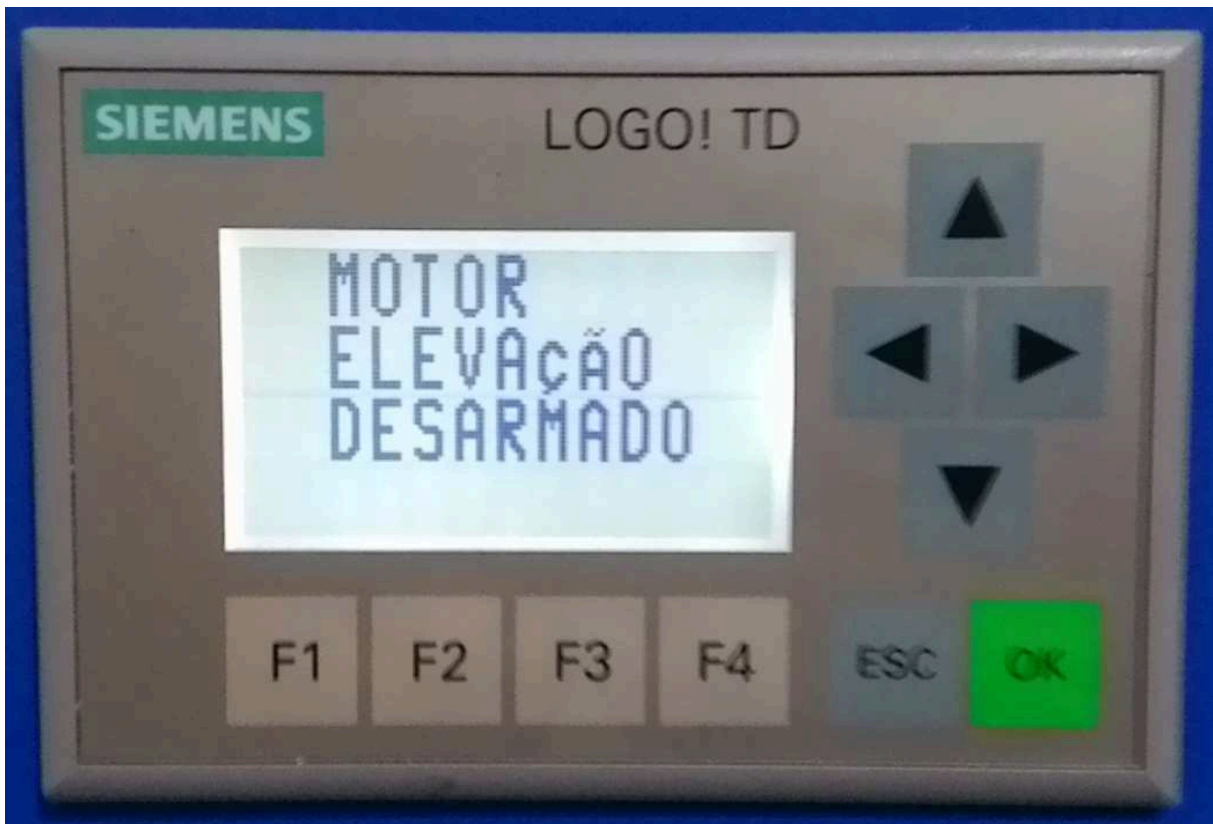 SIEMENS
LOGO! TD
MOTOR
ELEVAÇÃO
DESARMADO
F1 F2 F3 F4 ESC OK